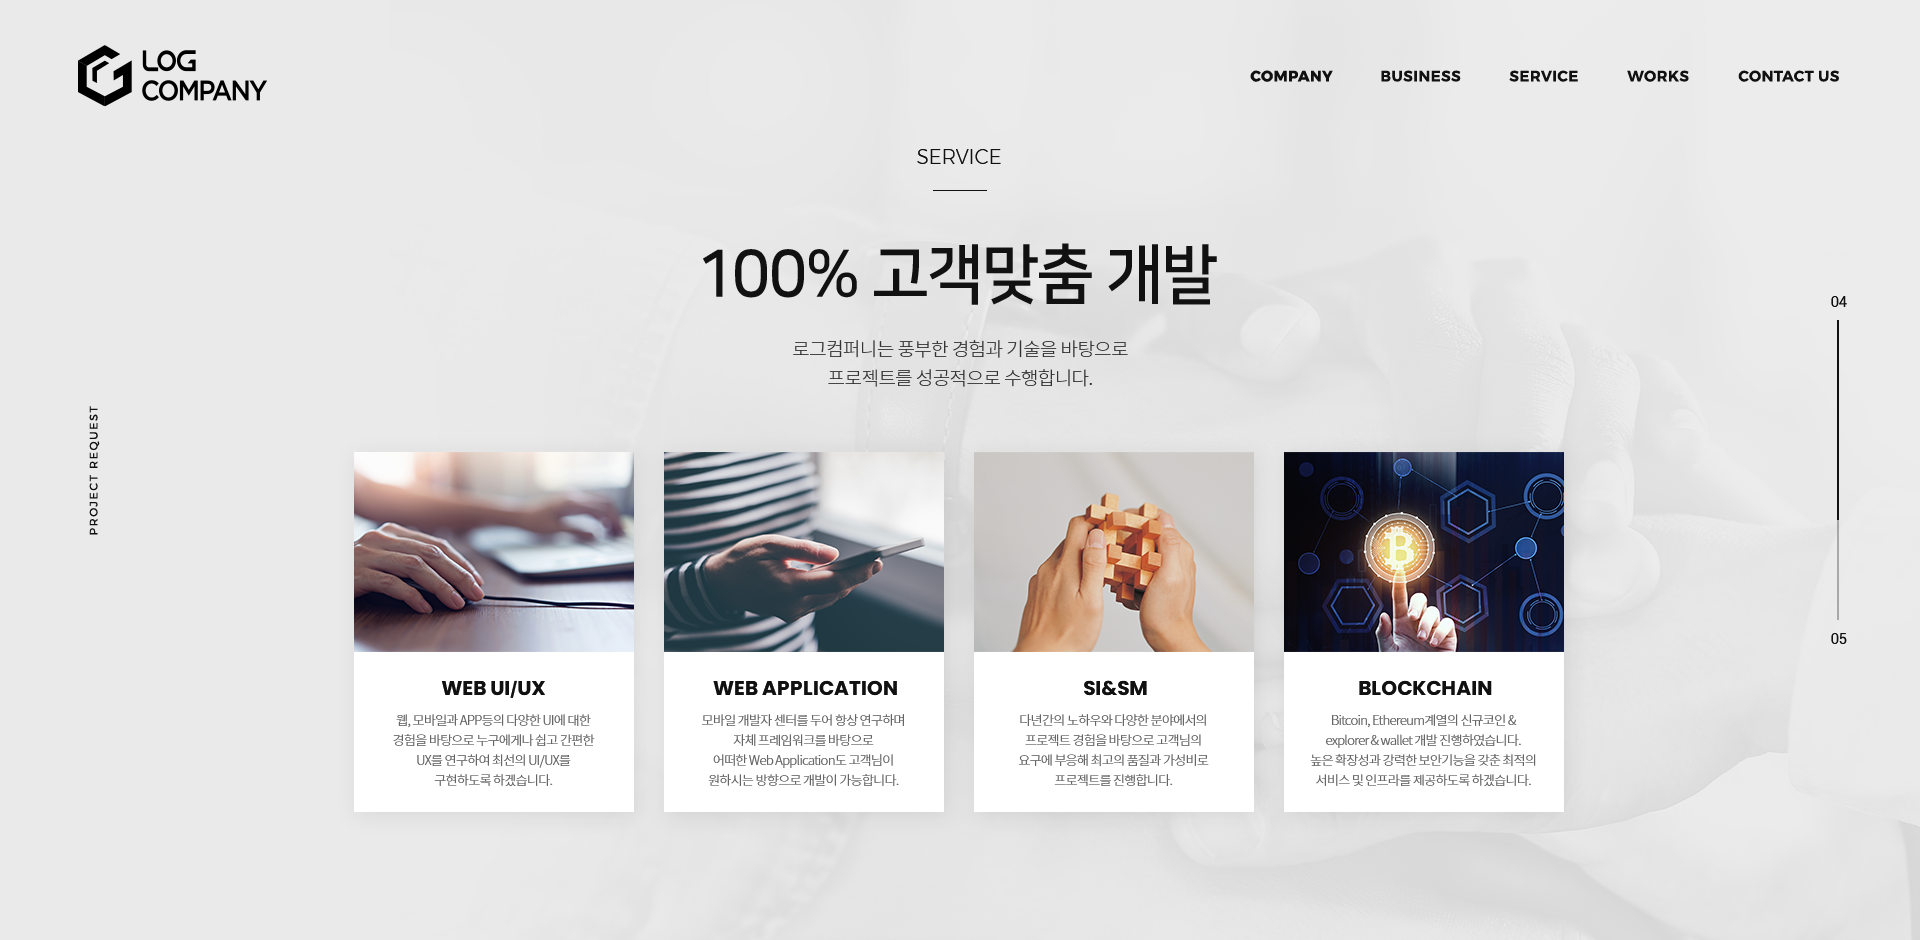 LOG
COMPANY
COMPANY
BUSINESS
SERVICE
WORKS
CONTACT US
SERVICE
100% 고객맞춤 개발
로그컴퍼니는 풍부한 경험과 기술을 바탕으로
프로젝트를 성공적으로 수행합니다.
PROJECT REQUEST
04
05
WEB UI/UX
웹, 모바일과 APP등의 다양한 UI에 대한
경험을 바탕으로 누구에게나 쉽고 간편한
UX를 연구하여 최선의 UI/UX를
구현하도록 하겠습니다.
WEB APPLICATION
모바일 개발자 센터를 두어 항상 연구하며
자체 프레임워크를 바탕으로
어떠한 Web Application도 고객님이
원하시는 방향으로 개발이 가능합니다.
SI&SM
다년간의 노하우와 다양한 분야에서의
프로젝트 경험을 바탕으로 고객님의
요구에 부응해 최고의 품질과 가성비로
프로젝트를 진행합니다.
BLOCKCHAIN
Bitcoin, Ethereum계열의 신규코인 &
explorer & wallet 개발 진행하였습니다.
높은 확장성과 강력한 보안기능을 갖춘 최적의
서비스 및 인프라를 제공하도록 하겠습니다.